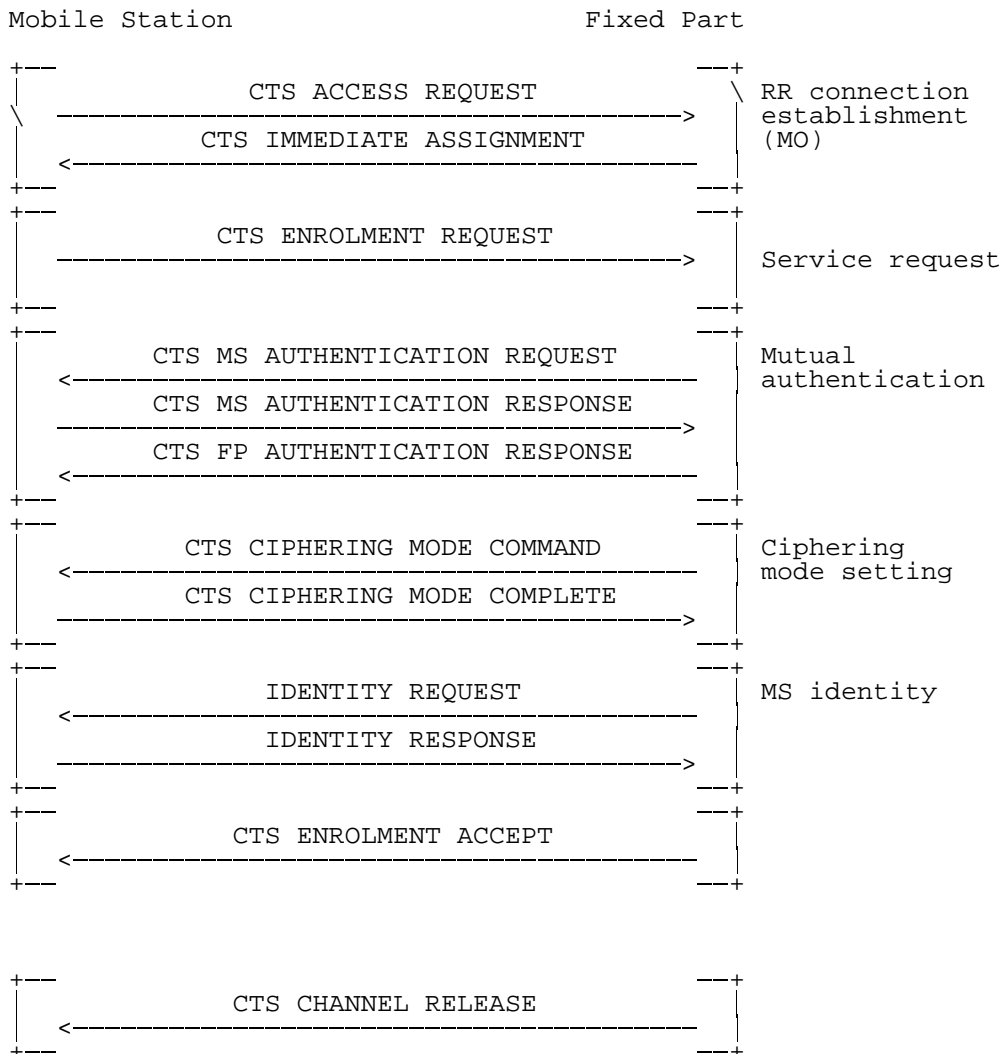 Mobile Station Fixed Part
CTS ACCESS REQUEST
RR connection
establishment
CTS IMMEDIATE ASSIGNMENT
(MO)
CTS ENROLMENT REQUEST
Service request
CTS MS AUTHENTICATION REQUEST
Mutual
authentication
CTS MS AUTHENTICATION RESPONSE
CTS FP AUTHENTICATION RESPONSE
CTS CIPHERING MODE COMMAND
Ciphering
mode setting
CTS CIPHERING MODE COMPLETE
IDENTITY REQUEST
MS identity
IDENTITY RESPONSE
CTS ENROLMENT ACCEPT
CTS CHANNEL RELEASE